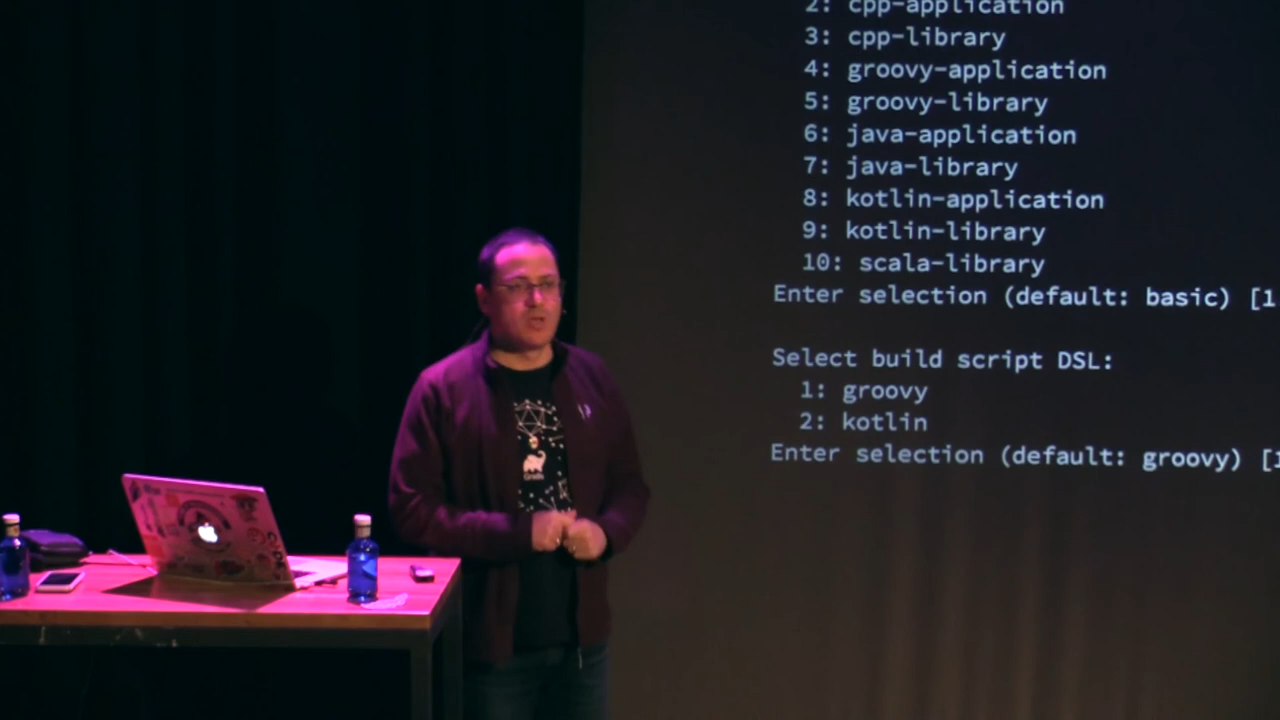 2: cpp-application
3: cpp-library
4: groovy-application
5: groovy-library
6: java-application
7: java-library
8: kotlin-application
9: kotlin-library
10: scala-library
Enter selection (default: basic) [1
Select build script DSL:
1: groovy
2: kotlin
Enter selection (default: groovy) [1